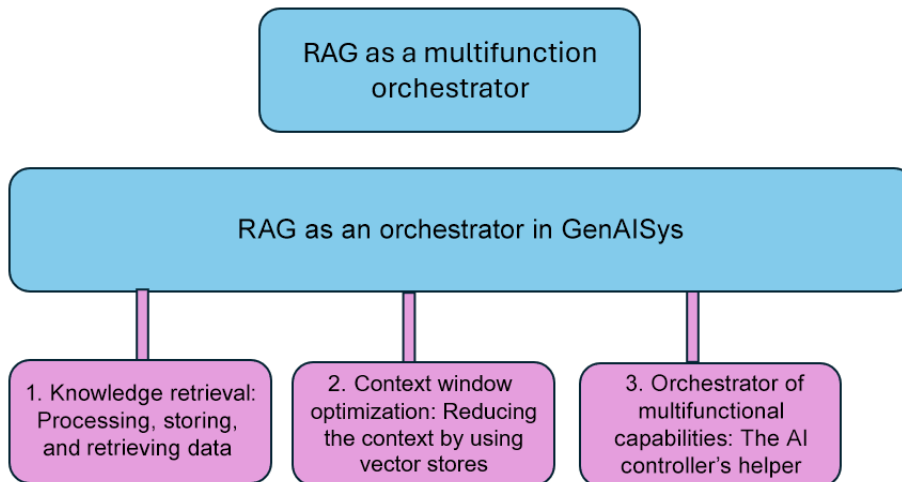 RAG as a multifunction
orchestrator
RAG as an orchestrator in GenAISys
1. Knowledge retrieval:
Processing, storing,
and retrieving data
2. Context window
optimization: Reducing
the context by using
vector stores
3. Orchestrator of
multifunctional
capabilities: The AI
controller’s helper